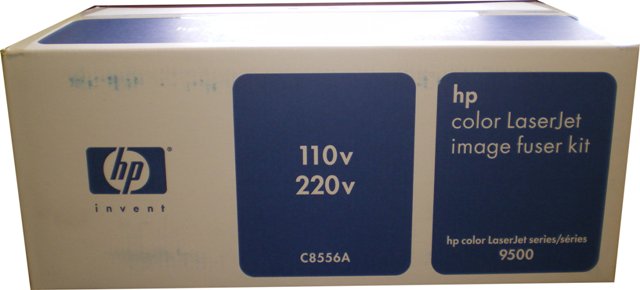 hp
invent
110v
220v
C8556A
hp
color LaserJet
image fuser kit
hp color LaserJet series/séries
9500